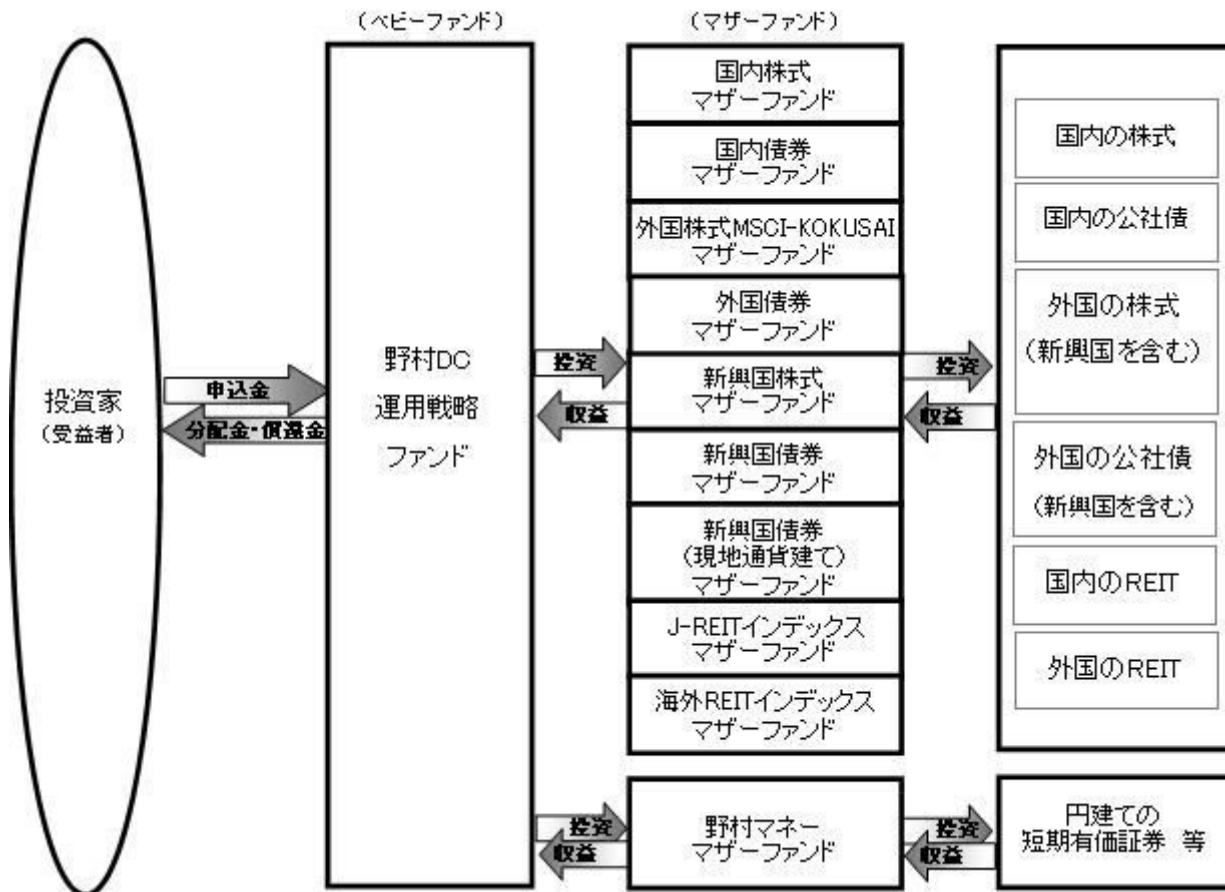 (ベビーファンド)
(マザーファンド)
投資家
(受益者)
申込金
分配金・償還金
野村DC
運用戦略
ファンド
投資
収益
国内株式
マザーファンド
国内債券
マザーファンド
外国株式MSCI-KOKUSAI
マザーファンド
外国債券
マザーファンド
新興国株式
マザーファンド
新興国債券
マザーファンド
新興国債券
(現地通貨建て)
マザーファンド
J-REITインデックス
マザーファンド
海外REITインデックス
マザーファンド
投資
収益
国内の株式
国内の公社債
外国の株式
(新興国を含む)
外国の公社債
(新興国を含む)
国内のREIT
外国のREIT
投資
収益
野村マネー
マザーファンド
投資
収益
円建ての
短期有価証券 等